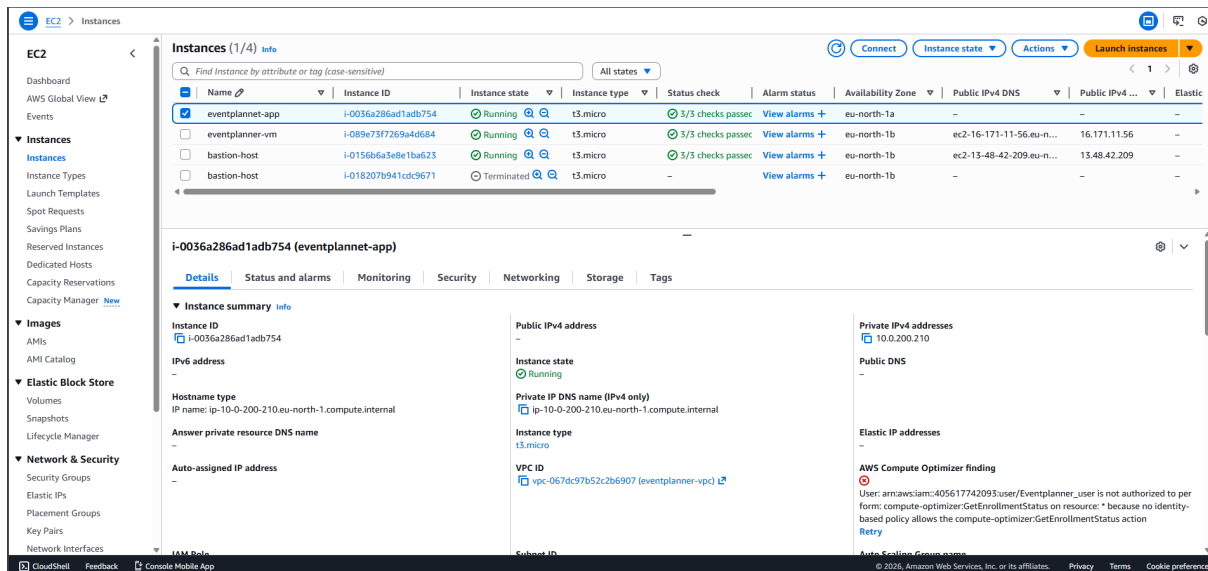 EC2 > Instances
EC2
Dashboard
AWS Global View
Events
Instances
Instances
Instance Types
Launch Templates
Spot Requests
Savings Plans
Reserved Instances
Dedicated Hosts
Capacity Reservations
Capacity Manager New
Images
AMIs
AMI Catalog
Elastic Block Store
Volumes
Snapshots
Lifecycle Manager
Network & Security
Security Groups
Elastic IPs
Placement Groups
Key Pairs
Network Interfaces
Instances (1/4) Info
Connect Instance state Actions Launch instances
Find Instance by attribute or tag (case-sensitive) All states 1
Name Instance ID Instance state Instance type Status check Alarm status Availability Zone Public IPv4 DNS Public IPv4 ... Elastic
eventplannet-app i-0036a286ad1adb754 Running t3.micro 3/3 checks passec View alarms + eu-north-1a – – –
eventplanner-vm i-089e73f7269a4d684 Running t3.micro 3/3 checks passec View alarms + eu-north-1b ec2-16-171-11-56.eu-n... 16.171.11.56 –
bastion-host i-0156b6a3e8e1ba623 Running t3.micro 3/3 checks passec View alarms + eu-north-1b ec2-13-48-42-209.eu-n... 13.48.42.209 –
bastion-host i-018207b941cdc9671 Terminated t3.micro – View alarms + eu-north-1b – – –
i-0036a286ad1adb754 (eventplannet-app)
Details Status and alarms Monitoring Security Networking Storage Tags
Instance summary Info
Instance ID
i-0036a286ad1adb754
Public IPv4 address
–
Private IPv4 addresses
10.0.200.210
IPv6 address
–
Instance state
Running
Public DNS
–
Hostname type
IP name: ip-10-0-200-210.eu-north-1.compute.internal
Private IP DNS name (IPv4 only)
ip-10-0-200-210.eu-north-1.compute.internal
Answer private resource DNS name
–
Instance type
t3.micro
Elastic IP addresses
–
Auto-assigned IP address
–
VPC ID
vpc-067dc97b52c2b6907 (eventplanner-vpc)
AWS Compute Optimizer finding
User: arn:aws:iam::405617742093:user/Eventplanner_user is not authorized to per
form: compute-optimizer:GetEnrollmentStatus on resource: * because no identity-
based policy allows the compute-optimizer:GetEnrollmentStatus action
Retry
IAM Role Subnet ID Auto Scaling Group name
CloudShell Feedback Console Mobile App © 2026, Amazon Web Services, Inc. or its affiliates. Privacy Terms Cookie preference